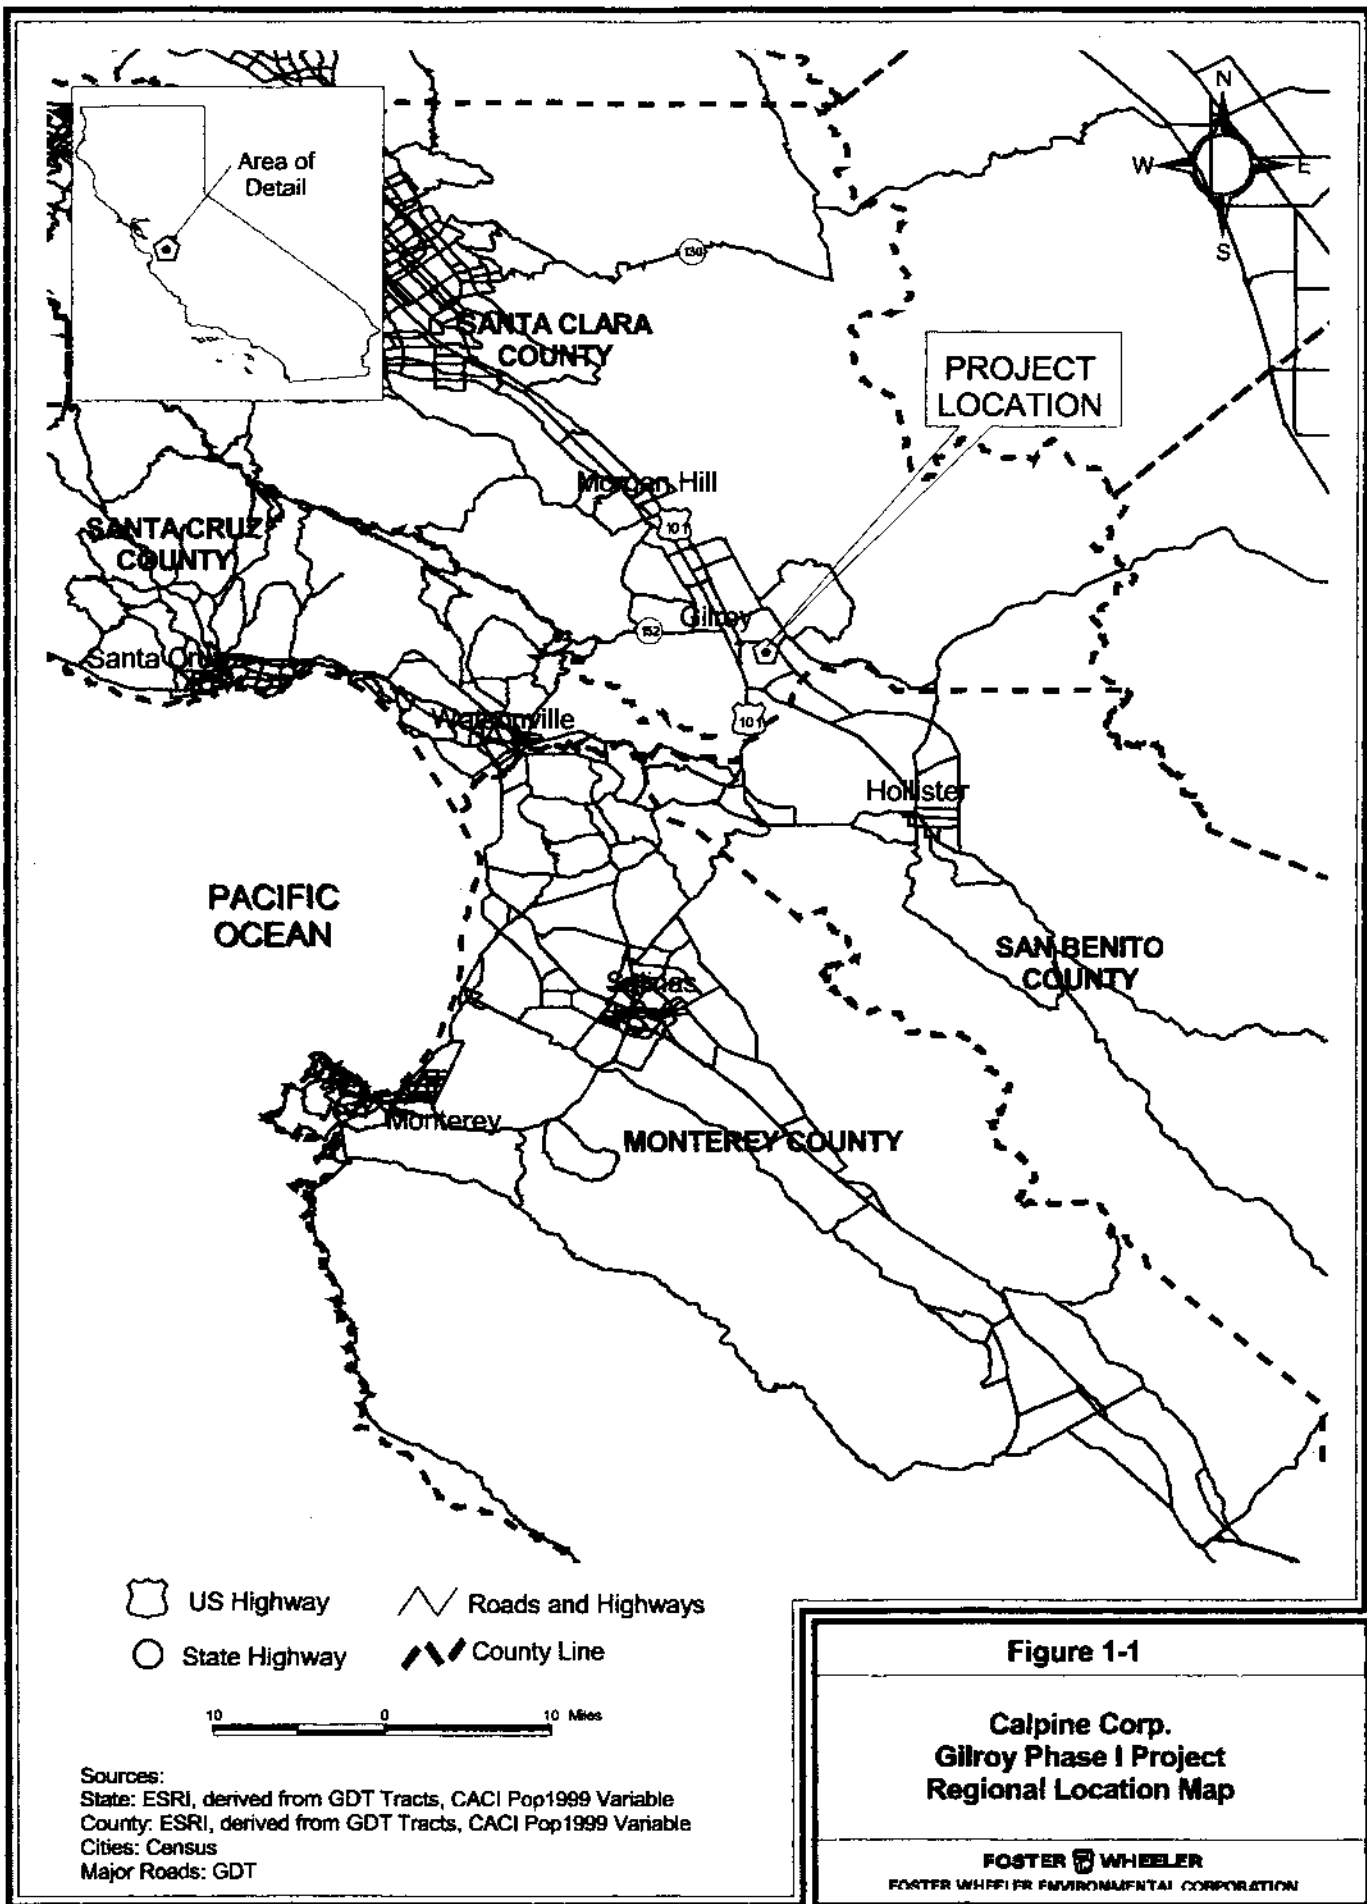 N
W E
S
Area of
Detail
130
SANTA CLARA
COUNTY
PROJECT
LOCATION
Morgan Hill
101
SANTA CRUZ
COUNTY
Gilroy
152
Santa Cruz
101
Watsonville
Hollister
PACIFIC
OCEAN
SAN BENITO
COUNTY
Salinas
Monterey
MONTEREY COUNTY
US Highway
Roads and Highways
State Highway
County Line
10 0 10 Miles
Sources:
State: ESRI, derived from GDT Tracts, CACI Pop1999 Variable
County: ESRI, derived from GDT Tracts, CACI Pop1999 Variable
Cities: Census
Major Roads: GDT
Figure 1-1
Calpine Corp.
Gilroy Phase I Project
Regional Location Map
FOSTER WHEELER
FOSTER WHEELER ENVIRONMENTAL CORPORATION